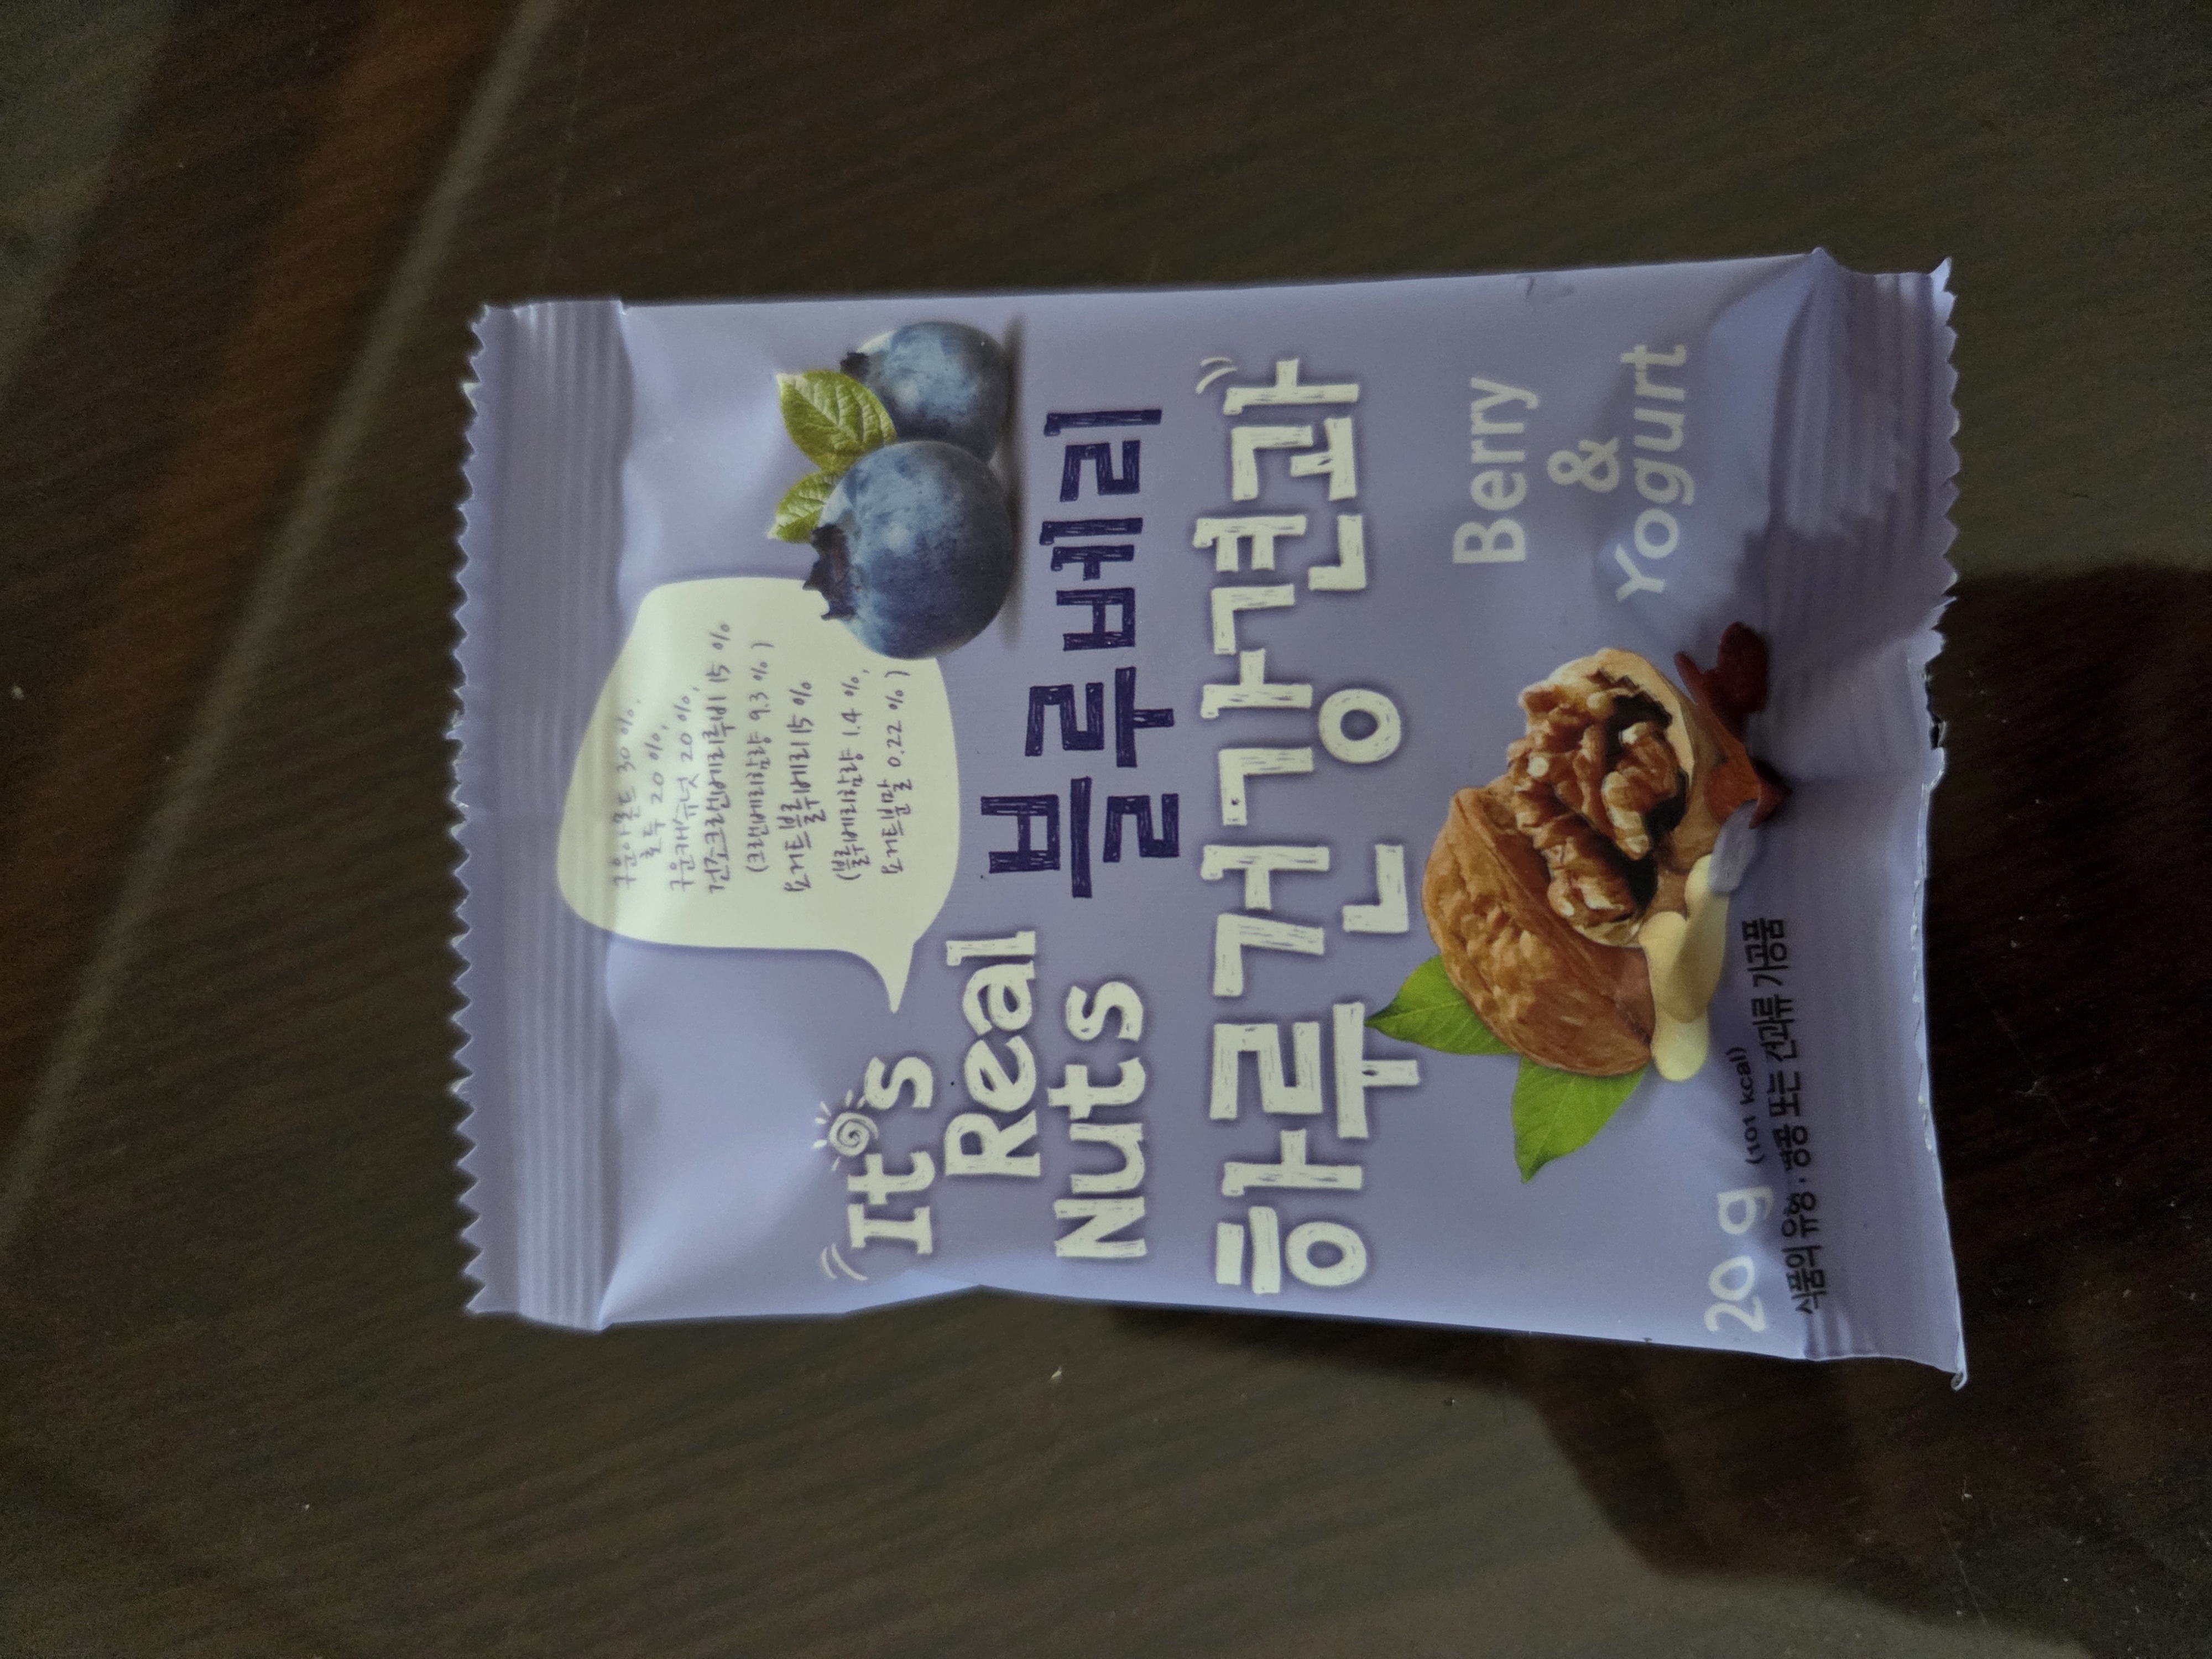 구운아몬드 30 %,
호두 20 %,
구운캐슈넛 20 %,
건조크랜베리후비 15 %
(크랜베리함량 9.3 %)
요거트블루베리 15 %
(블루베리함량 1.4 %,
요거트분말 0.22 %)
It's
Real
Nuts
블루베리
하루건강견과
Berry
&
Yogurt
20 g (101 kcal)
식품의 유형 : 땅콩 또는 견과류 가공품